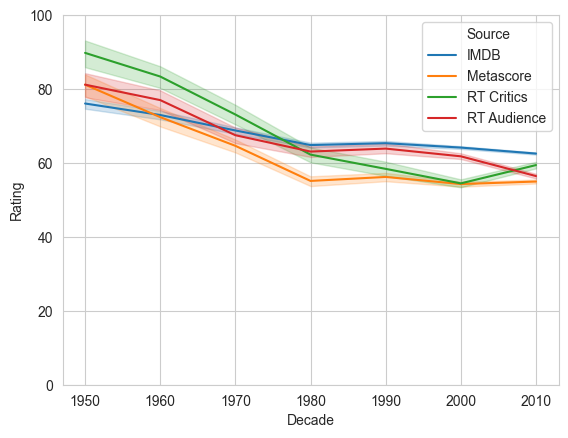 100
80
60
40
20
0
Rating
Source
IMDB
Metascore
RT Critics
RT Audience
1950 1960 1970 1980 1990 2000 2010
Decade